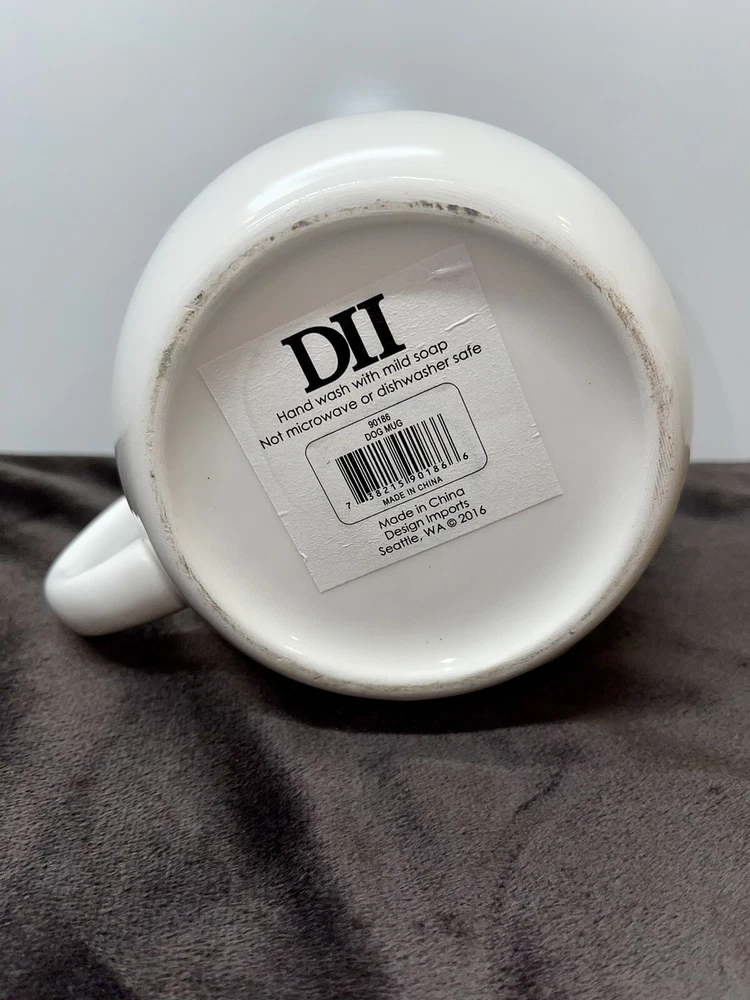 DII
Hand wash with mild soap
Not microwave or dishwasher safe
90186
DOG MUG
7 38215 90186 6
MADE IN CHINA
Made in China
Design Imports
Seattle, WA © 2016